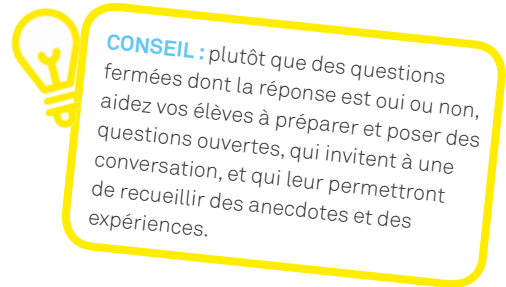 CONSEIL : plutôt que des questions
fermées dont la réponse est oui ou non,
aidez vos élèves à préparer et poser des
questions ouvertes, qui invitent à une
conversation, et qui leur permettront
de recueillir des anecdotes et des
expériences.